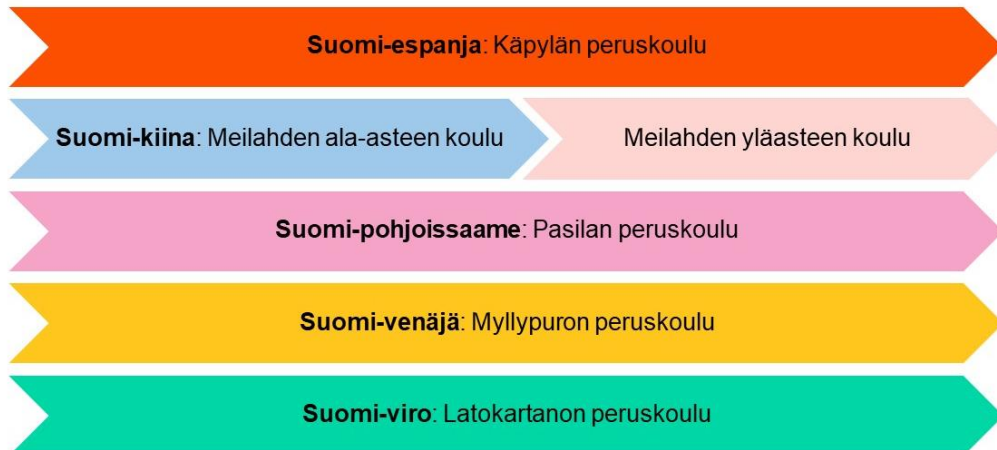 Suomi-espanja: Käpylän peruskoulu
Suomi-kiina: Meilahden ala-asteen koulu
Meilahden yläasteen koulu
Suomi-pohjoissaame: Pasilan peruskoulu
Suomi-venäjä: Myllypuron peruskoulu
Suomi-viro: Latokartanon peruskoulu